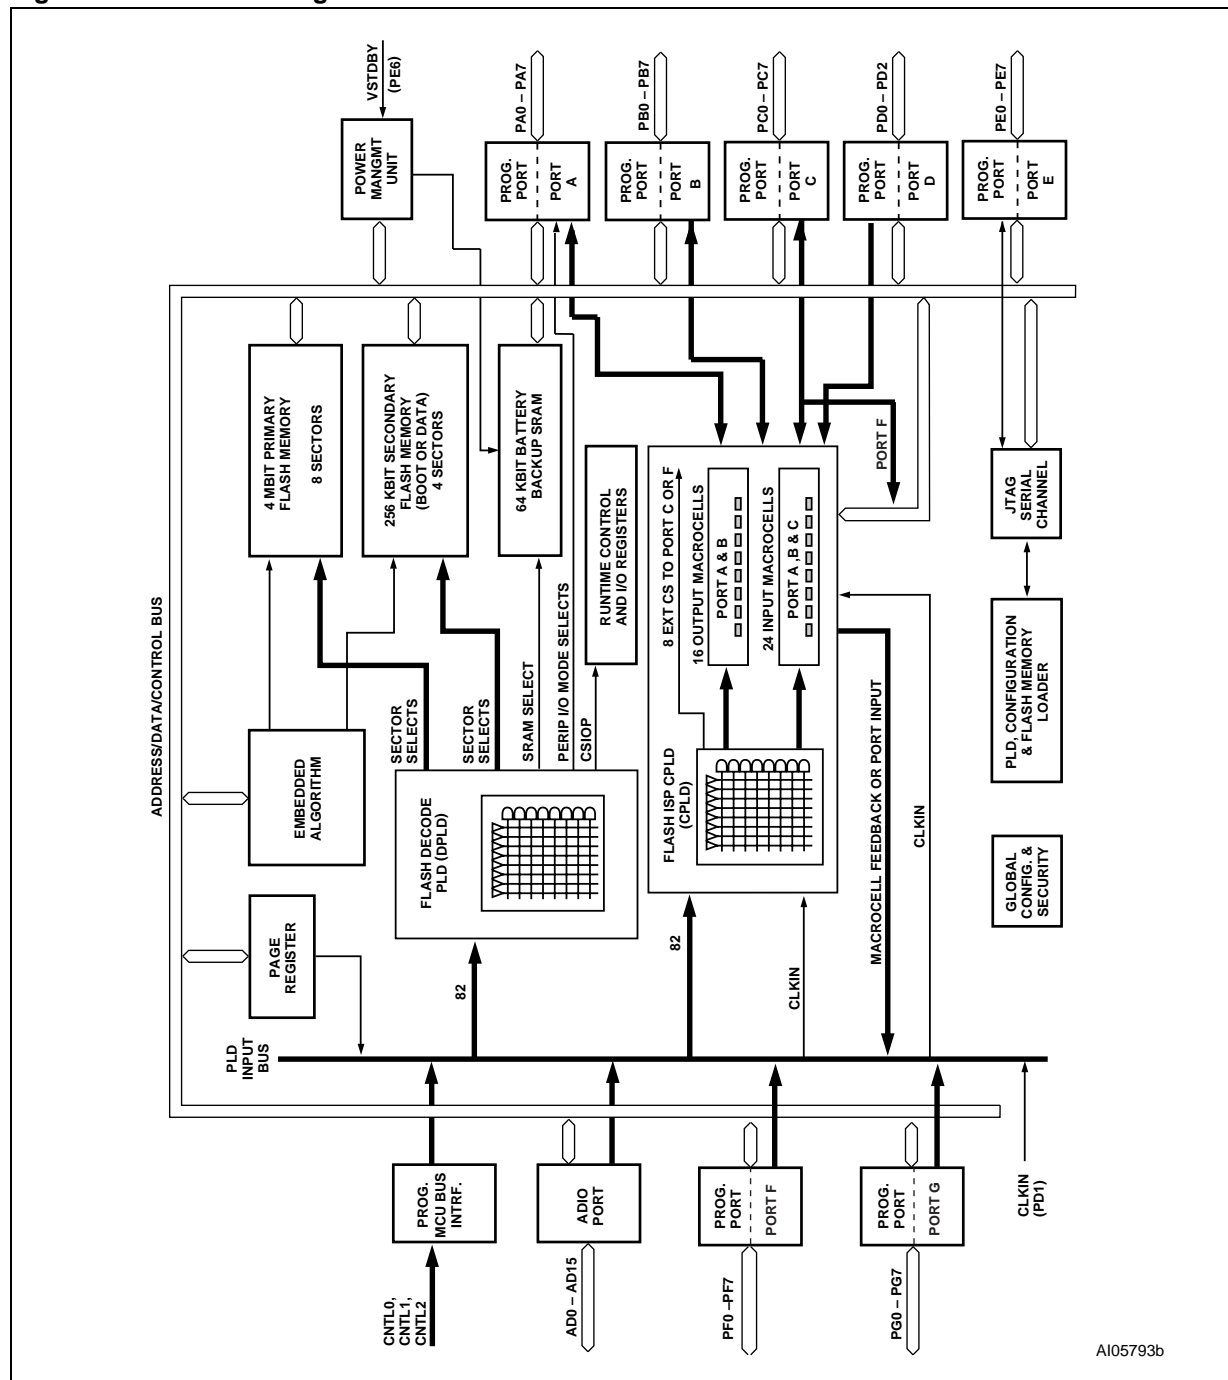 VSTDBY
(PE6)
PA0 – PA7
PB0 – PB7
PC0 – PC7
PD0 – PD2
PE0 – PE7
POWER
MANGMT
UNIT
PROG.
PORT
PORT
A
PROG.
PORT
PORT
B
PROG.
PORT
PORT
C
PROG.
PORT
PORT
D
PROG.
PORT
PORT
E
ADDRESS/DATA/CONTROL BUS
4 MBIT PRIMARY
FLASH MEMORY
8 SECTORS
256 KBIT SECONDARY
FLASH MEMORY
(BOOT OR DATA)
4 SECTORS
64 KBIT BATTERY
BACKUP SRAM
RUNTIME CONTROL
AND I/O REGISTERS
PERIP I/O MODE SELECTS
SRAM SELECT
CSIOP
SECTOR
SELECTS
SECTOR
SELECTS
8 EXT CS TO PORT C OR F
16 OUTPUT MACROCELLS
PORT A & B
24 INPUT MACROCELLS
PORT A ,B & C
PORT F
JTAG
SERIAL
CHANNEL
PLD, CONFIGURATION
& FLASH MEMORY
LOADER
EMBEDDED
ALGORITHM
FLASH DECODE
PLD (DPLD)
FLASH ISP CPLD
(CPLD)
MACROCELL FEEDBACK OR PORT INPUT
CLKIN
GLOBAL
CONFIG. &
SECURITY
PAGE
REGISTER
82
82
CLKIN
PLD
INPUT
BUS
PROG.
MCU BUS
INTRF.
ADIO
PORT
PROG.
PORT
PORT F
PROG.
PORT
PORT G
CLKIN
(PD1)
CNTL0,
CNTL1,
CNTL2
AD0 – AD15
PF0 –PF7
PG0 – PG7
AI05793b